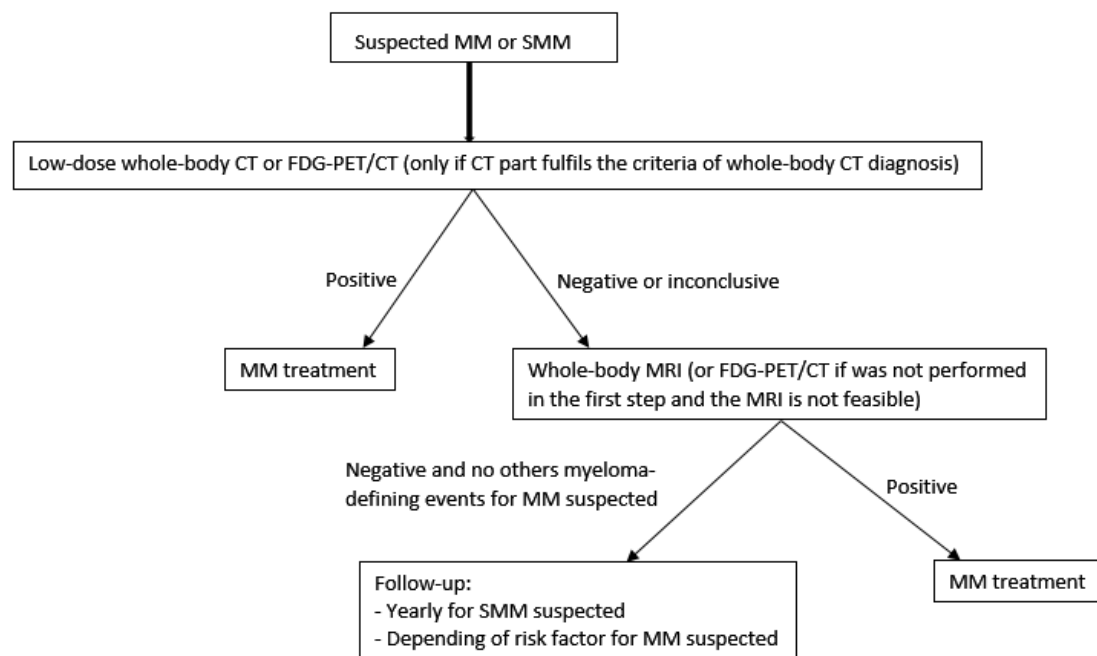 Suspected MM or SMM
Low-dose whole-body CT or FDG-PET/CT (only if CT part fulfils the criteria of whole-body CT diagnosis)
Positive
Negative or inconclusive
MM treatment
Whole-body MRI (or FDG-PET/CT if was not performed
in the first step and the MRI is not feasible)
Negative and no others myeloma-
defining events for MM suspected
Positive
Follow-up:
- Yearly for SMM suspected
- Depending of risk factor for MM suspected
MM treatment